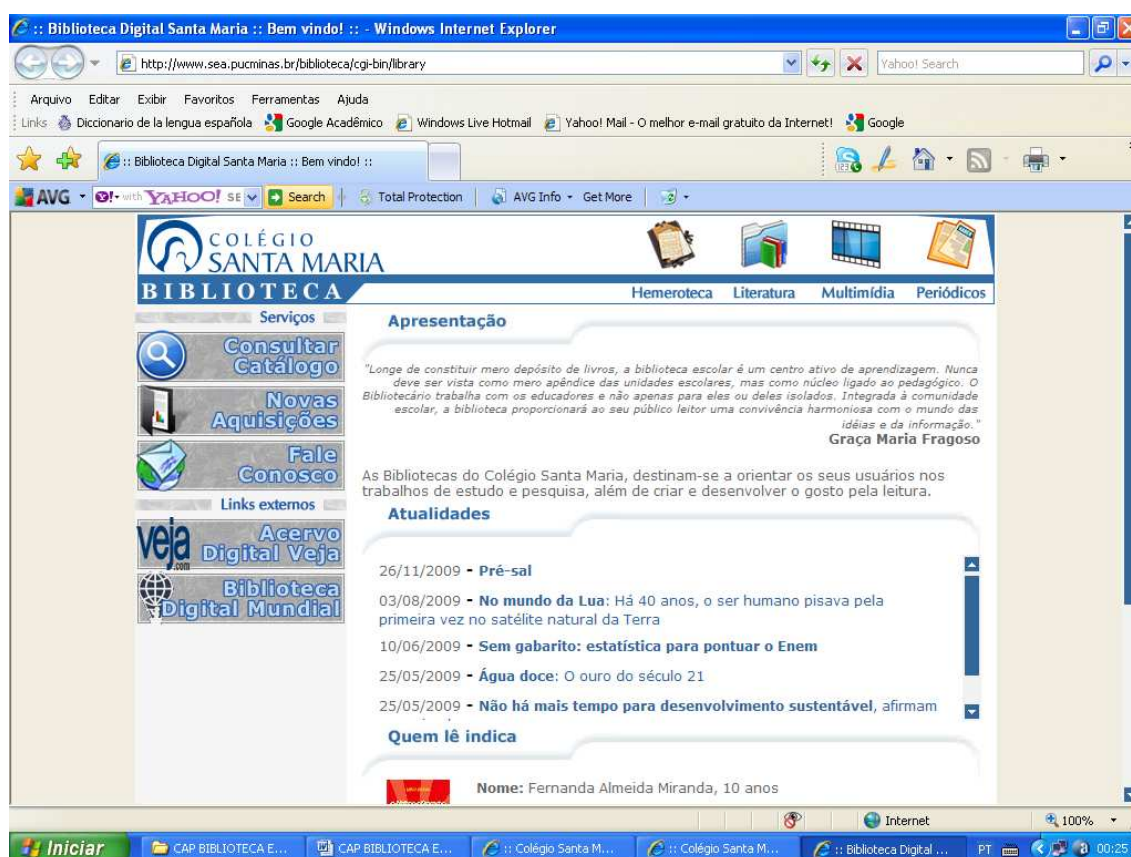 :: Biblioteca Digital Santa Maria :: Bem vindo! :: - Windows Internet Explorer
http://www.sea.pucminas.br/biblioteca/cgi-bin/library
Yahoo! Search
Arquivo Editar Exibir Favoritos Ferramentas Ajuda
Links Diccionario de la lengua española Google Acadêmico Windows Live Hotmail Yahoo! Mail - O melhor e-mail gratuito da Internet! Google
:: Biblioteca Digital Santa Maria :: Bem vindo! ::
AVG Y! with YAHOO! SE Search Total Protection AVG Info Get More
COLÉGIO
SANTA MARIA
BIBLIOTECA
Hemeroteca Literatura Multimídia Periódicos
Serviços
Consultar
Catálogo
Novas
Aquisições
Fale
Conosco
Links externos
veja.com
Acervo
Digital Veja
Biblioteca
Digital Mundial
Apresentação
"Longe de constituir mero depósito de livros, a biblioteca escolar é um centro ativo de aprendizagem. Nunca
deve ser vista como mero apêndice das unidades escolares, mas como núcleo ligado ao pedagógico. O
Bibliotecário trabalha com os educadores e não apenas para eles ou deles isolados. Integrada à comunidade
escolar, a biblioteca proporcionará ao seu público leitor uma convivência harmoniosa com o mundo das
idéias e da informação."
Graça Maria Fragoso
As Bibliotecas do Colégio Santa Maria, destinam-se a orientar os seus usuários nos
trabalhos de estudo e pesquisa, além de criar e desenvolver o gosto pela leitura.
Atualidades
26/11/2009 - Pré-sal
03/08/2009 - No mundo da Lua: Há 40 anos, o ser humano pisava pela
primeira vez no satélite natural da Terra
10/06/2009 - Sem gabarito: estatística para pontuar o Enem
25/05/2009 - Água doce: O ouro do século 21
25/05/2009 - Não há mais tempo para desenvolvimento sustentável, afirmam
Quem lê indica
Nome: Fernanda Almeida Miranda, 10 anos
Internet 100%
Iniciar CAP BIBLIOTECA E... CAP BIBLIOTECA E... :: Colégio Santa M... :: Colégio Santa M... :: Biblioteca Digital ... PT 00:25